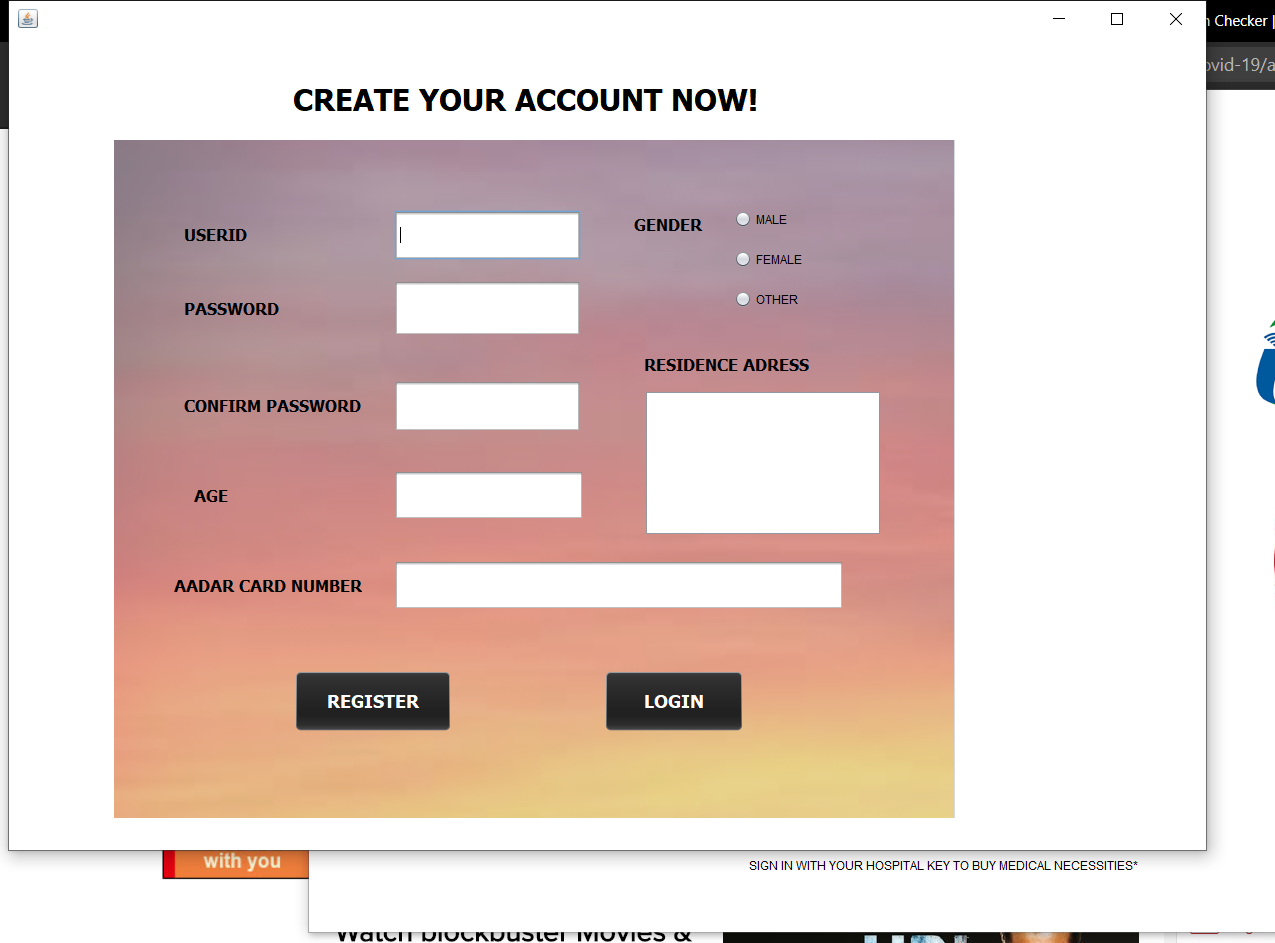 n Checker |
ovid-19/a
CREATE YOUR ACCOUNT NOW!
USERID
PASSWORD
CONFIRM PASSWORD
AGE
AADAR CARD NUMBER
GENDER
MALE
FEMALE
OTHER
RESIDENCE ADRESS
REGISTER
LOGIN
with you
SIGN IN WITH YOUR HOSPITAL KEY TO BUY MEDICAL NECESSITIES*
Watch blockbuster Movies &